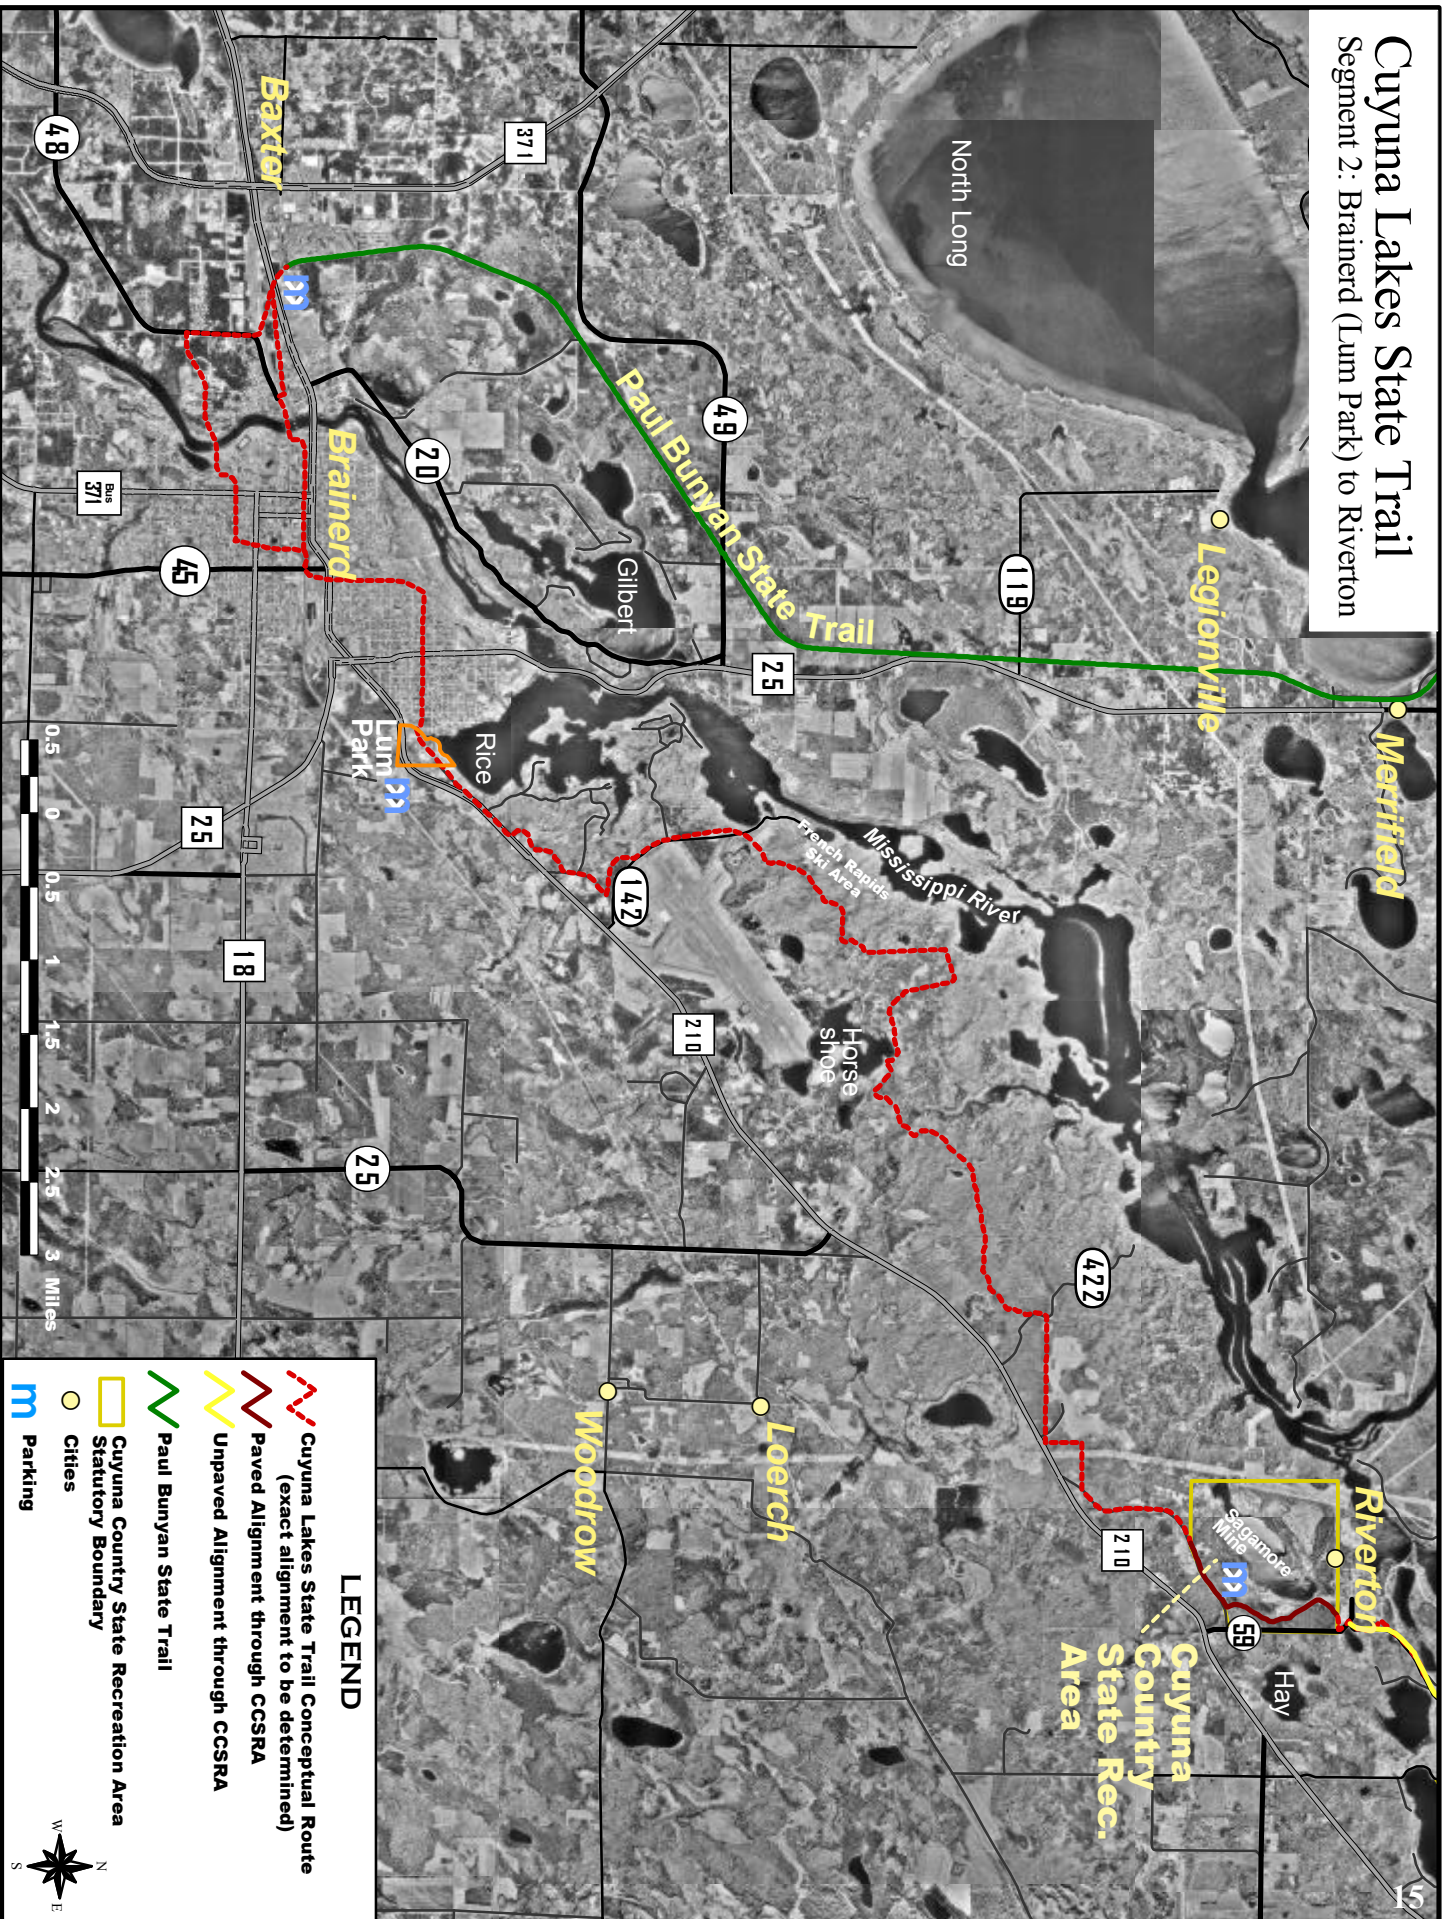 Cuyuna Lakes State Trail
Segment 2: Brainerd (Lum Park) to Riverton
North Long
Legionville
Merrifield
Baxter
48
371
49
Paul Bunyan State Trail
119
25
20
Gilbert
Brainerd
Bus
371
45
Rice
Lum
Park
25
18
142
French Rapids
Ski Area
Mississippi River
Horse
shoe
210
25
422
Woodrow
Loerch
210
Sagamore
Mine
Riverton
59
Hay
Cuyuna
Country
State Rec.
Area
0.5 0 0.5 1 1.5 2 2.5 3 Miles
LEGEND
Cuyuna Lakes State Trail Conceptual Route
(exact alignment to be determined)
Paved Alignment through CCSRA
Unpaved Alignment through CCSRA
Paul Bunyan State Trail
Cuyuna Country State Recreation Area
Statutory Boundary
Cities
m Parking
m
m
m
N
W E
S
15